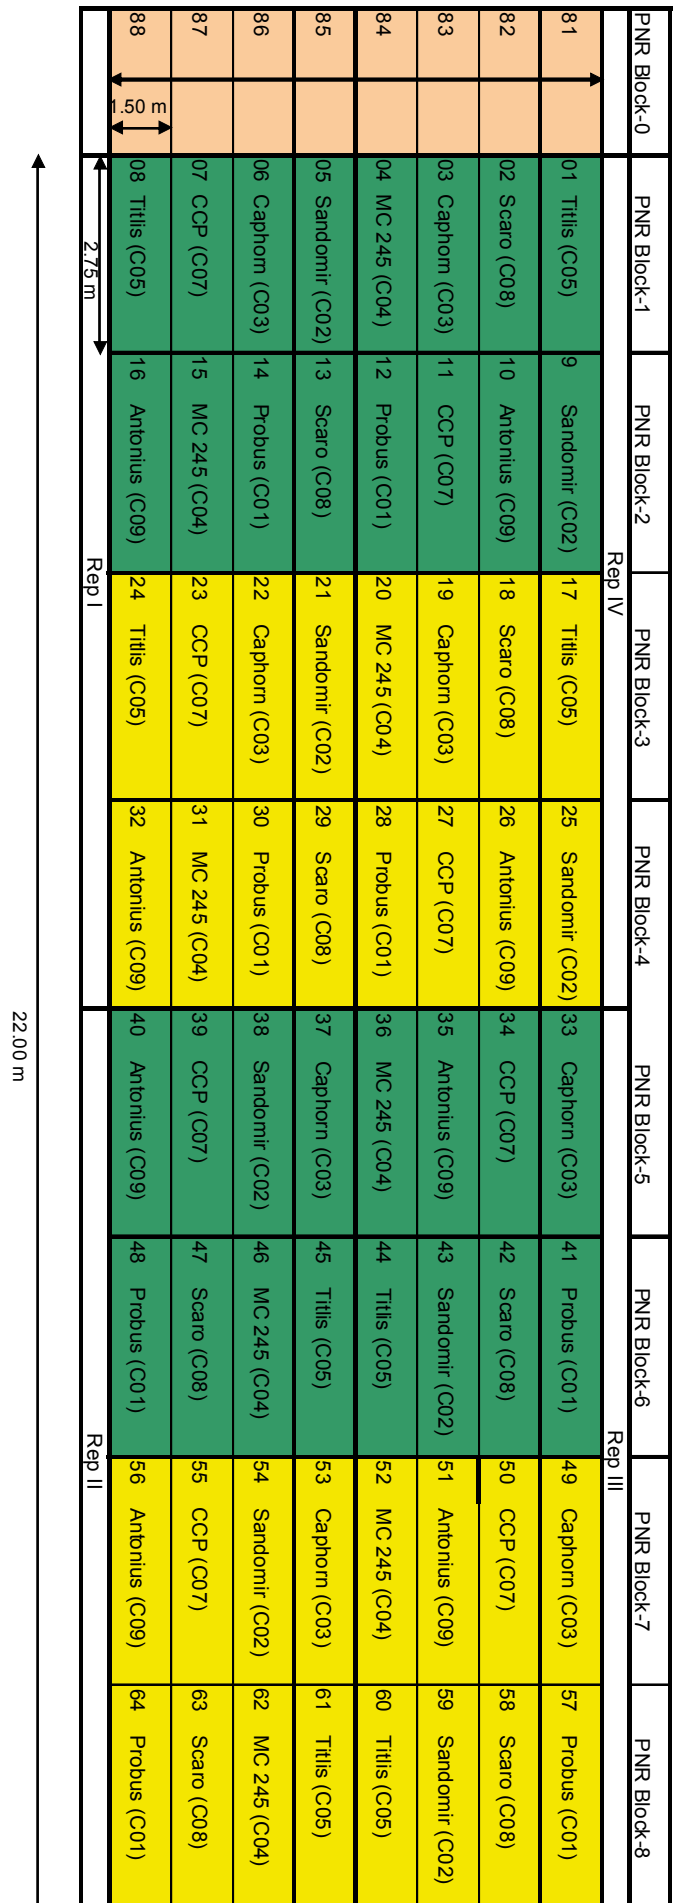 PNR Block-0
PNR Block-1
PNR Block-2
PNR Block-3
PNR Block-4
PNR Block-5
PNR Block-6
PNR Block-7
PNR Block-8
Rep IV
Rep III
81
01 Titlis (C05)
9 Sandomir (C02)
17 Titlis (C05)
25 Sandomir (C02)
33 Caphorn (C03)
41 Probus (C01)
49 Caphorn (C03)
57 Probus (C01)
82
02 Scaro (C08)
10 Antonius (C09)
18 Scaro (C08)
26 Antonius (C09)
34 CCP (C07)
42 Scaro (C08)
50 CCP (C07)
58 Scaro (C08)
83
03 Caphorn (C03)
11 CCP (C07)
19 Caphorn (C03)
27 CCP (C07)
35 Antonius (C09)
43 Sandomir (C02)
51 Antonius (C09)
59 Sandomir (C02)
84
04 MC 245 (C04)
12 Probus (C01)
20 MC 245 (C04)
28 Probus (C01)
36 MC 245 (C04)
44 Titlis (C05)
52 MC 245 (C04)
60 Titlis (C05)
85
05 Sandomir (C02)
13 Scaro (C08)
21 Sandomir (C02)
29 Scaro (C08)
37 Caphorn (C03)
45 Titlis (C05)
53 Caphorn (C03)
61 Titlis (C05)
86
06 Caphorn (C03)
14 Probus (C01)
22 Caphorn (C03)
30 Probus (C01)
38 Sandomir (C02)
46 MC 245 (C04)
54 Sandomir (C02)
62 MC 245 (C04)
87
07 CCP (C07)
15 MC 245 (C04)
23 CCP (C07)
31 MC 245 (C04)
39 CCP (C07)
47 Scaro (C08)
55 CCP (C07)
63 Scaro (C08)
88
1.50 m
08 Titlis (C05)
16 Antonius (C09)
24 Titlis (C05)
32 Antonius (C09)
40 Antonius (C09)
48 Probus (C01)
56 Antonius (C09)
64 Probus (C01)
2.75 m
Rep I
Rep II
22.00 m